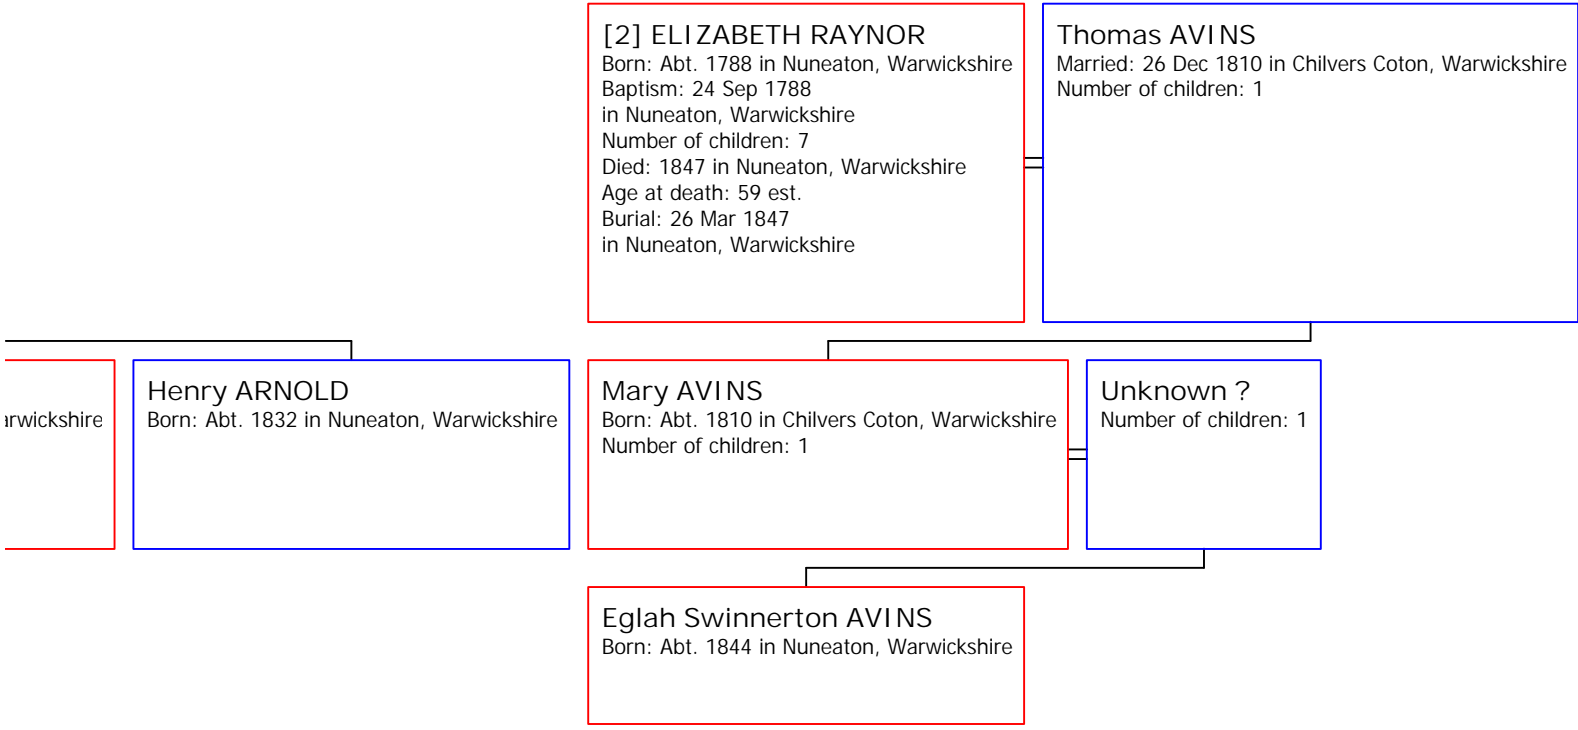 [2] ELIZABETH RAYNOR
Born: Abt. 1788 in Nuneaton, Warwickshire
Baptism: 24 Sep 1788
in Nuneaton, Warwickshire
Number of children: 7
Died: 1847 in Nuneaton, Warwickshire
Age at death: 59 est.
Burial: 26 Mar 1847
in Nuneaton, Warwickshire
Thomas AVINS
Married: 26 Dec 1810 in Chilvers Coton, Warwickshire
Number of children: 1
arwickshire
Henry ARNOLD
Born: Abt. 1832 in Nuneaton, Warwickshire
Mary AVINS
Born: Abt. 1810 in Chilvers Coton, Warwickshire
Number of children: 1
Unknown ?
Number of children: 1
Eglah Swinnerton AVINS
Born: Abt. 1844 in Nuneaton, Warwickshire